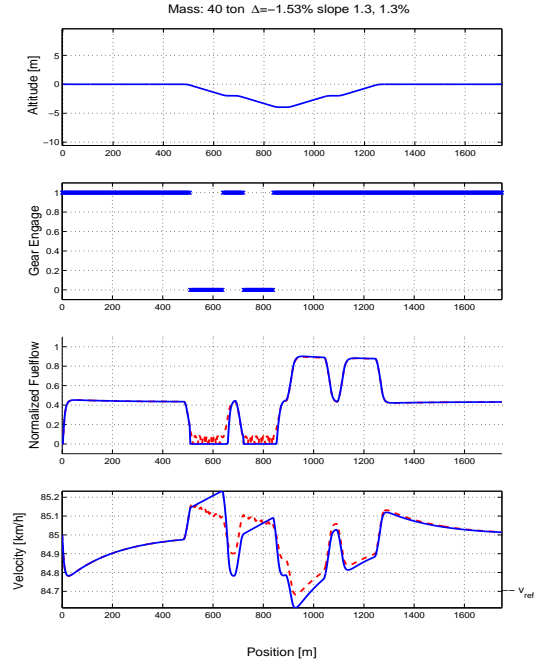 Mass: 40 ton Δ=−1.53% slope 1.3, 1.3%
Altitude [m]
5
0
−5
−10
0 200 400 600 800 1000 1200 1400 1600
Gear Engage
1
0.8
0.6
0.4
0.2
0
0 200 400 600 800 1000 1200 1400 1600
Normalized Fuelflow
1
0.8
0.6
0.4
0.2
0
0 200 400 600 800 1000 1200 1400 1600
Velocity [km/h]
85.2
85.1
85
84.9
84.8
84.7
v_ref
0 200 400 600 800 1000 1200 1400 1600
Position [m]